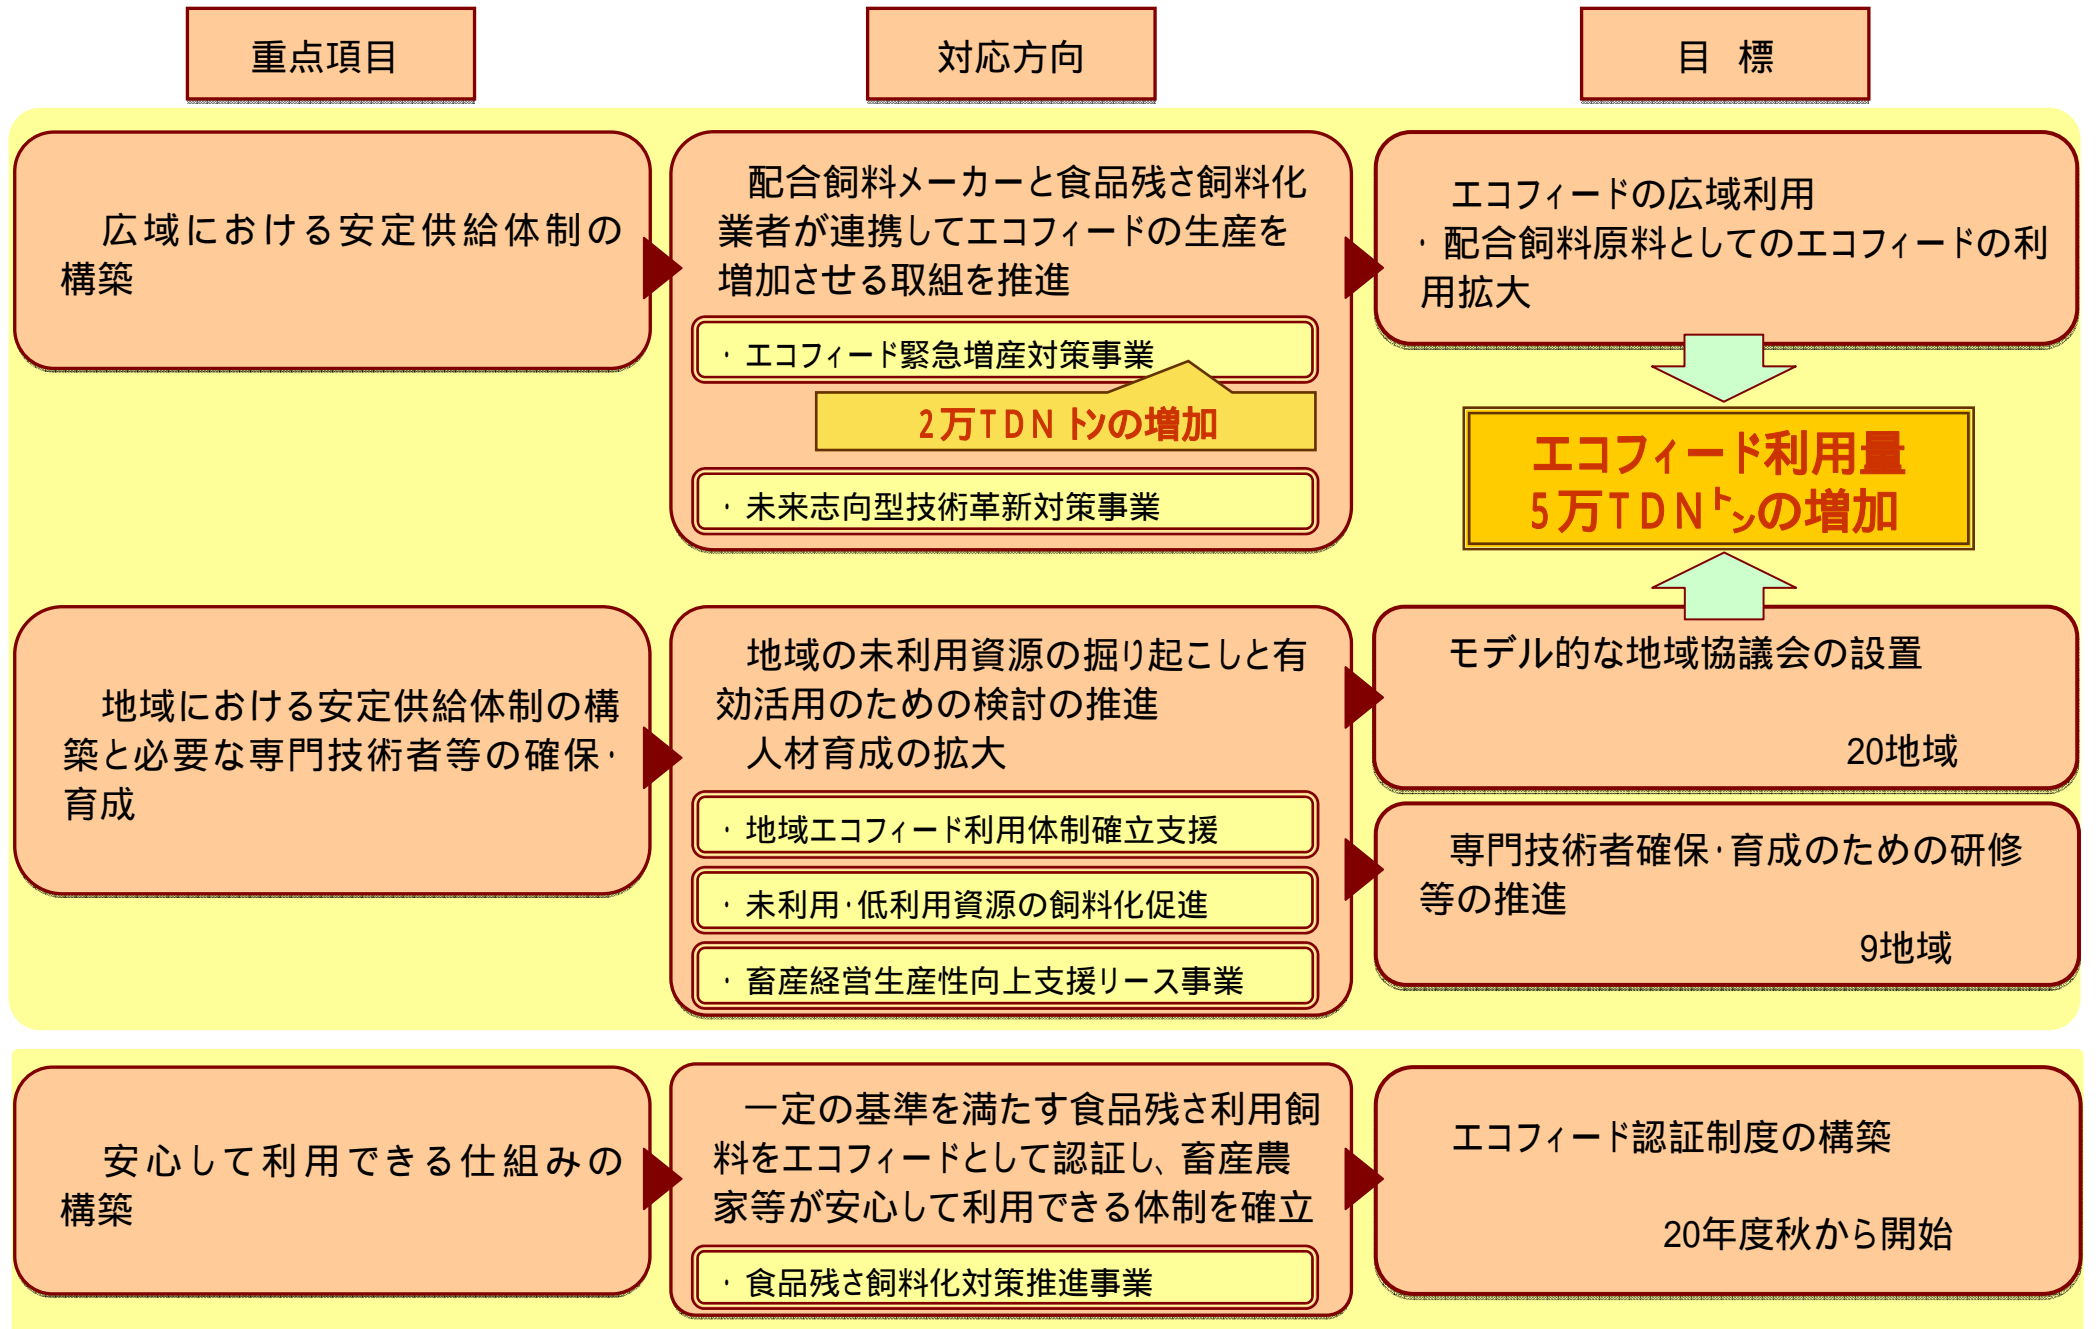 重点項目
対応方向
目 標
広域における安定供給体制の
構築
配合飼料メーカーと食品残さ飼料化
業者が連携してエコフィードの生産を
増加させる取組を推進
・ エコフィード緊急増産対策事業
2万TDNトンの増加
・ 未来志向型技術革新対策事業
エコフィードの広域利用
・ 配合飼料原料としてのエコフィードの利
用拡大
エコフィード利用量
5万TDNトンの増加
地域における安定供給体制の構
築と必要な専門技術者等の確保・
育成
地域の未利用資源の掘り起こしと有
効活用のための検討の推進
人材育成の拡大
・ 地域エコフィード利用体制確立支援
・ 未利用・低利用資源の飼料化促進
・ 畜産経営生産性向上支援リース事業
モデル的な地域協議会の設置
20地域
専門技術者確保・育成のための研修
等の推進
9地域
安心して利用できる仕組みの
構築
一定の基準を満たす食品残さ利用飼
料をエコフィードとして認証し、畜産農
家等が安心して利用できる体制を確立
・ 食品残さ飼料化対策推進事業
エコフィード認証制度の構築
20年度秋から開始